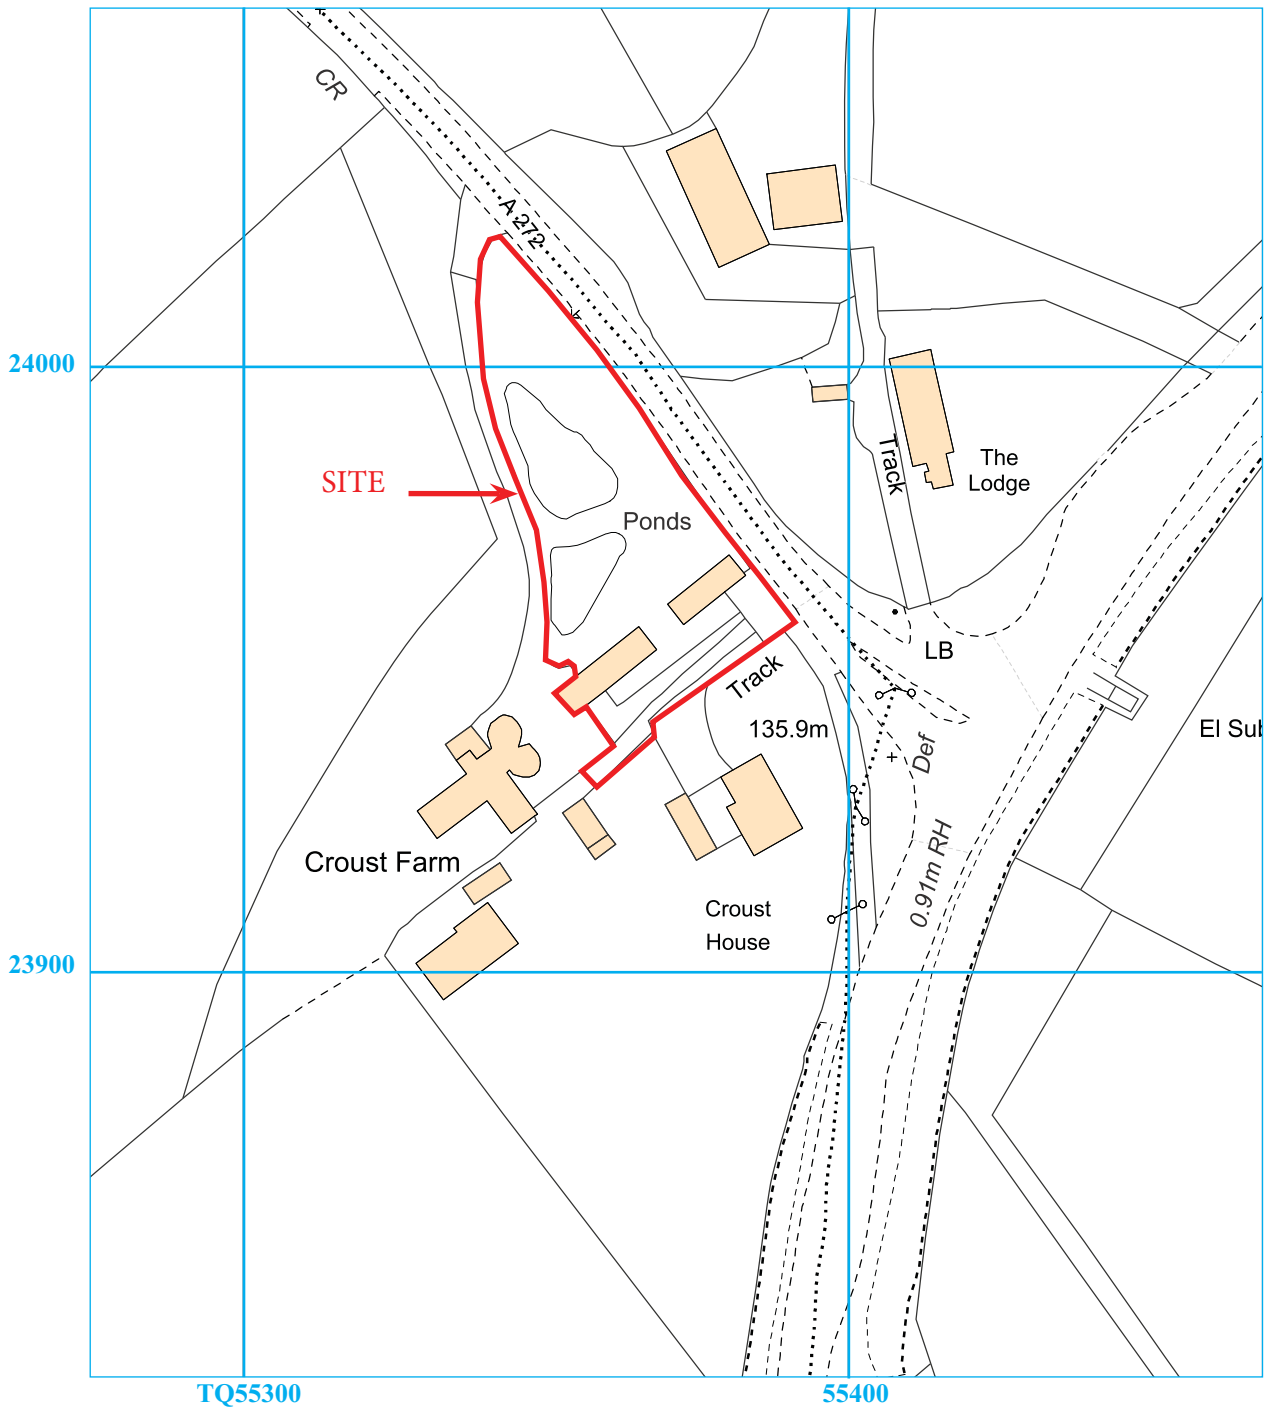 CR
A 272
24000
SITE
Ponds
Track
The
Lodge
LB
Track
135.9m
Def
El Sub
Croust Farm
0.91m RH
Croust
House
23900
TQ55300
55400